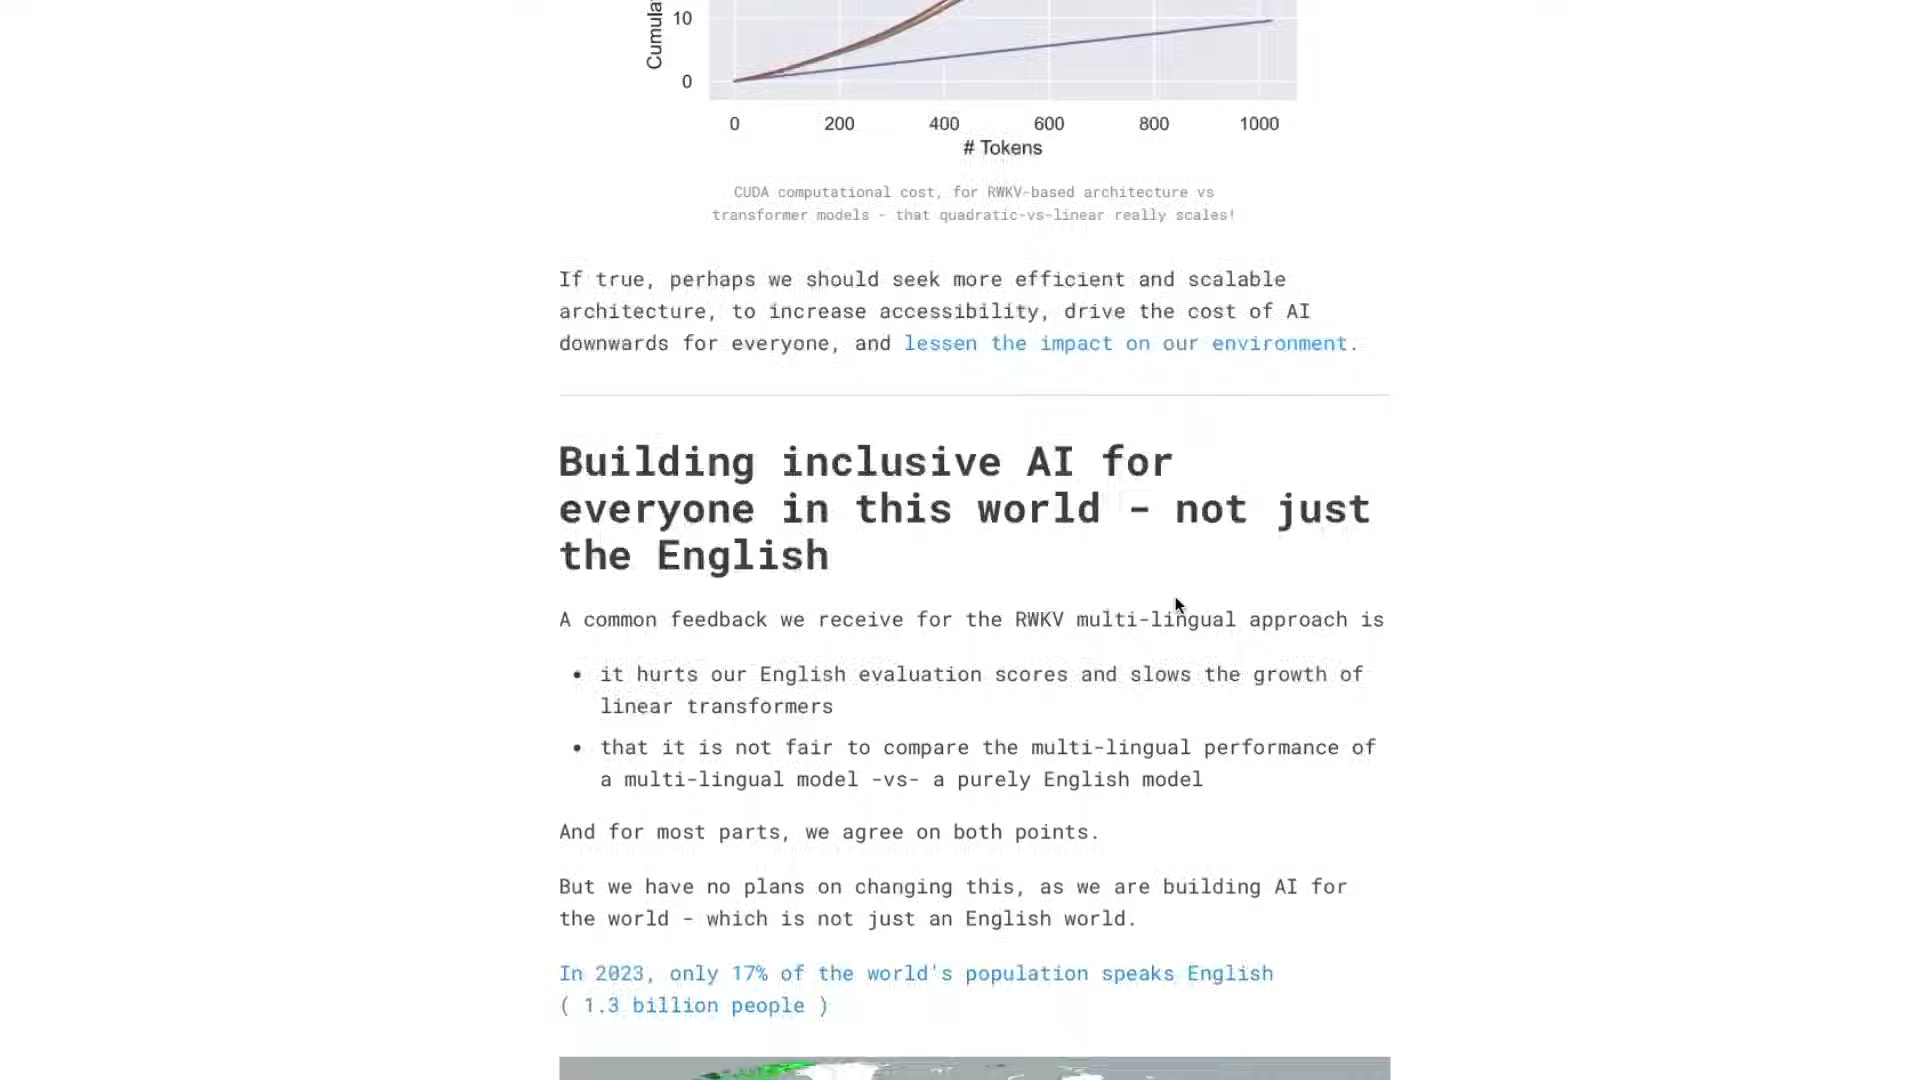 Cumula
10
0
0 200 400 600 800 1000
# Tokens
CUDA computational cost, for RWKV-based architecture vs
transformer models - that quadratic-vs-linear really scales!
If true, perhaps we should seek more efficient and scalable
architecture, to increase accessibility, drive the cost of AI
downwards for everyone, and lessen the impact on our environment.
Building inclusive AI for
everyone in this world - not just
the English
A common feedback we receive for the RWKV multi-lingual approach is
• it hurts our English evaluation scores and slows the growth of
linear transformers
• that it is not fair to compare the multi-lingual performance of
a multi-lingual model -vs- a purely English model
And for most parts, we agree on both points.
But we have no plans on changing this, as we are building AI for
the world - which is not just an English world.
In 2023, only 17% of the world's population speaks English
( 1.3 billion people )